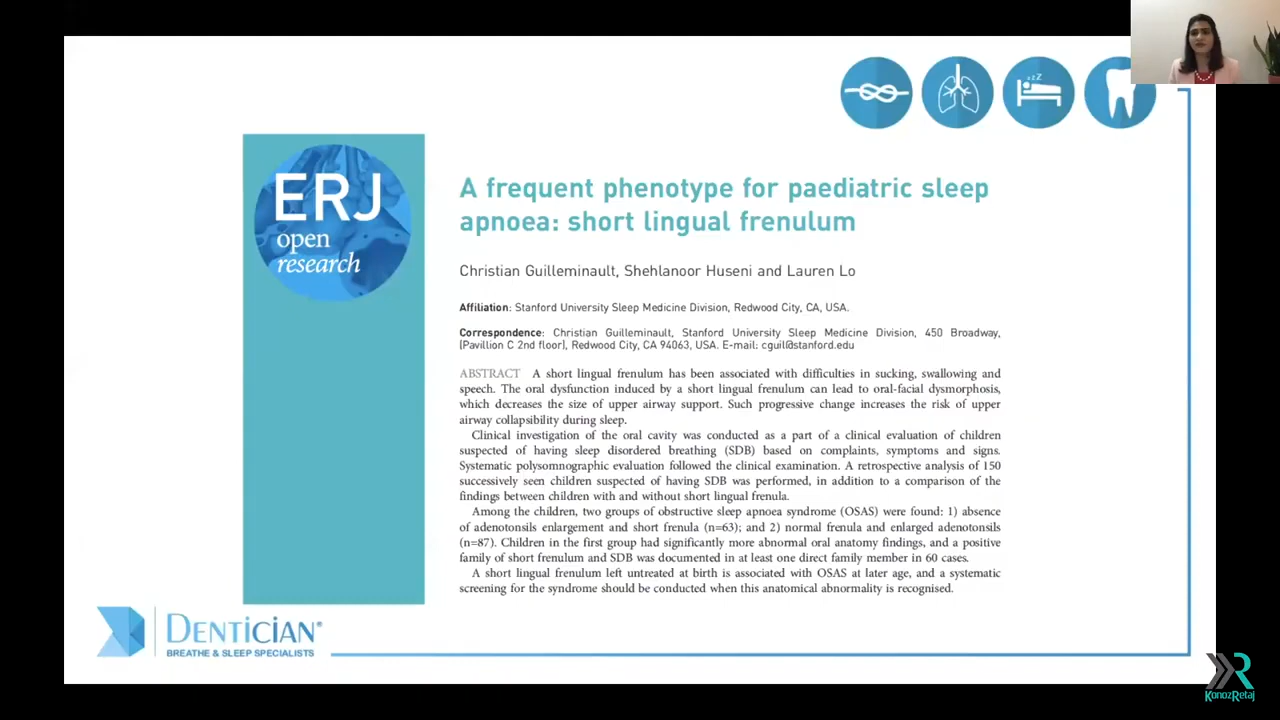 zZZ
ERJ
open
research
A frequent phenotype for paediatric sleep
apnoea: short lingual frenulum
Christian Guilleminault, Shehlanoor Huseni and Lauren Lo
Affiliation: Stanford University Sleep Medicine Division, Redwood City, CA, USA.
Correspondence: Christian Guilleminault, Stanford University Sleep Medicine Division, 450 Broadway,
(Pavillion C 2nd floor), Redwood City, CA 94063, USA. E-mail: cguil@stanford.edu
ABSTRACT A short lingual frenulum has been associated with difficulties in sucking, swallowing and
speech. The oral dysfunction induced by a short lingual frenulum can lead to oral-facial dysmorphosis,
which decreases the size of upper airway support. Such progressive change increases the risk of upper
airway collapsibility during sleep.
Clinical investigation of the oral cavity was conducted as a part of a clinical evaluation of children
suspected of having sleep disordered breathing (SDB) based on complaints, symptoms and signs.
Systematic polysomnographic evaluation followed the clinical examination. A retrospective analysis of 150
successively seen children suspected of having SDB was performed, in addition to a comparison of the
findings between children with and without short lingual frenula.
Among the children, two groups of obstructive sleep apnoea syndrome (OSAS) were found: 1) absence
of adenotonsils enlargement and short frenula (n=63); and 2) normal frenula and enlarged adenotonsils
(n=87). Children in the first group had significantly more abnormal oral anatomy findings, and a positive
family of short frenulum and SDB was documented in at least one direct family member in 60 cases.
A short lingual frenulum left untreated at birth is associated with OSAS at later age, and a systematic
screening for the syndrome should be conducted when this anatomical abnormality is recognised.
DENTiCiAN®
BREATHE & SLEEP SPECIALISTS
KonozRetaj